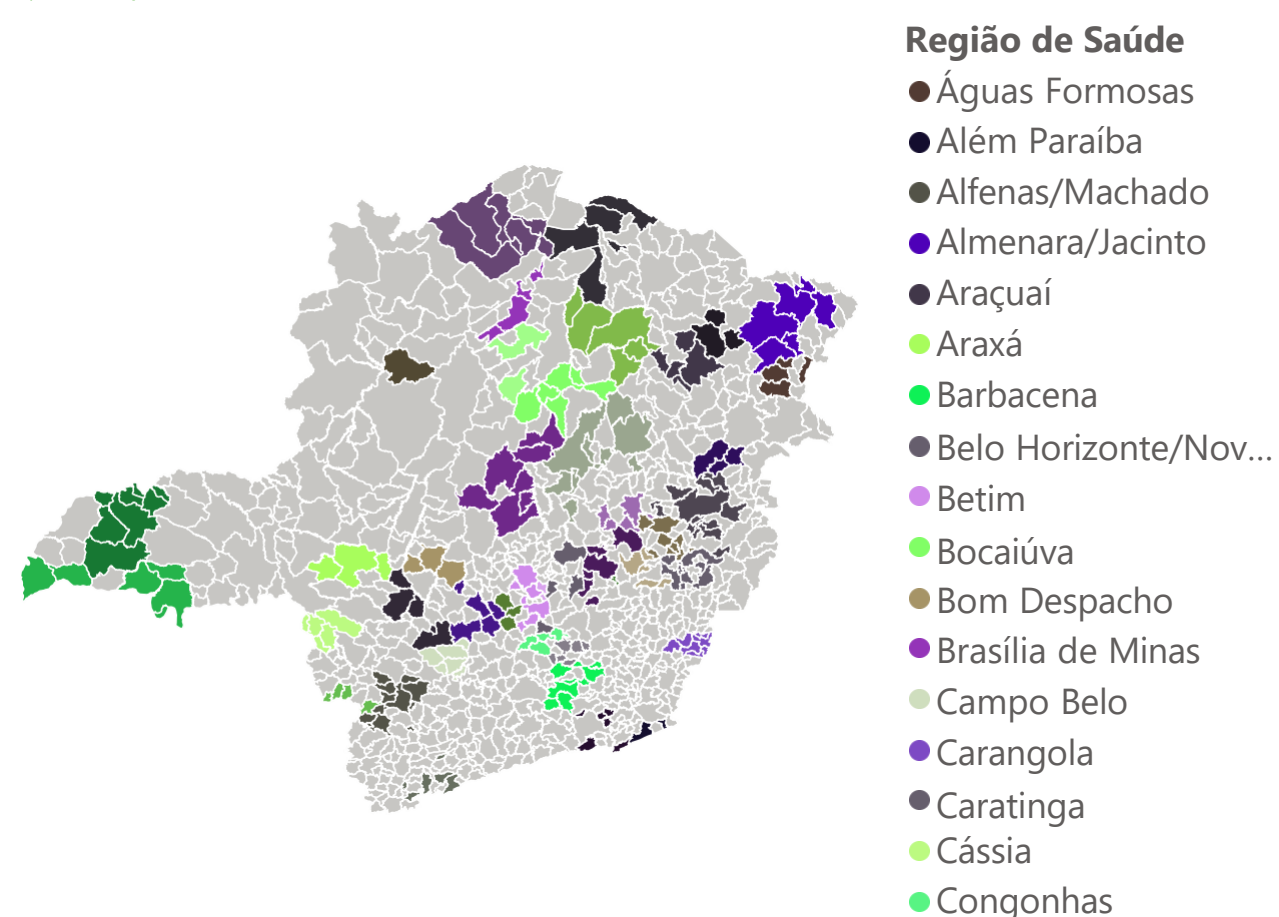 Região de Saúde
Águas Formosas
Além Paraíba
Alfenas/Machado
Almenara/Jacinto
Araçuaí
Araxá
Barbacena
Belo Horizonte/Nov...
Betim
Bocaiúva
Bom Despacho
Brasília de Minas
Campo Belo
Carangola
Caratinga
Cássia
Congonhas